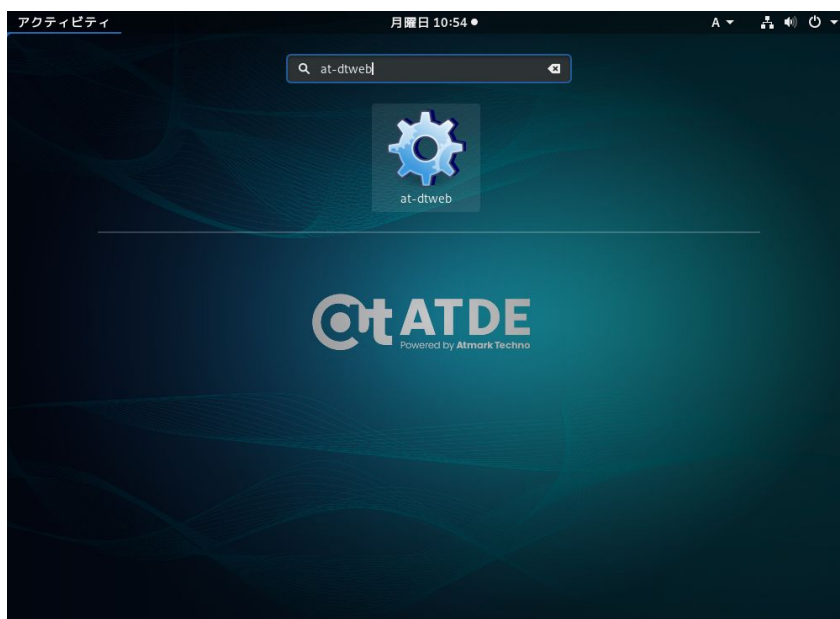 アクティビティ
月曜日 10:54
A
at-dtweb
at-dtweb
at ATDE
Powered by Atmark Techno